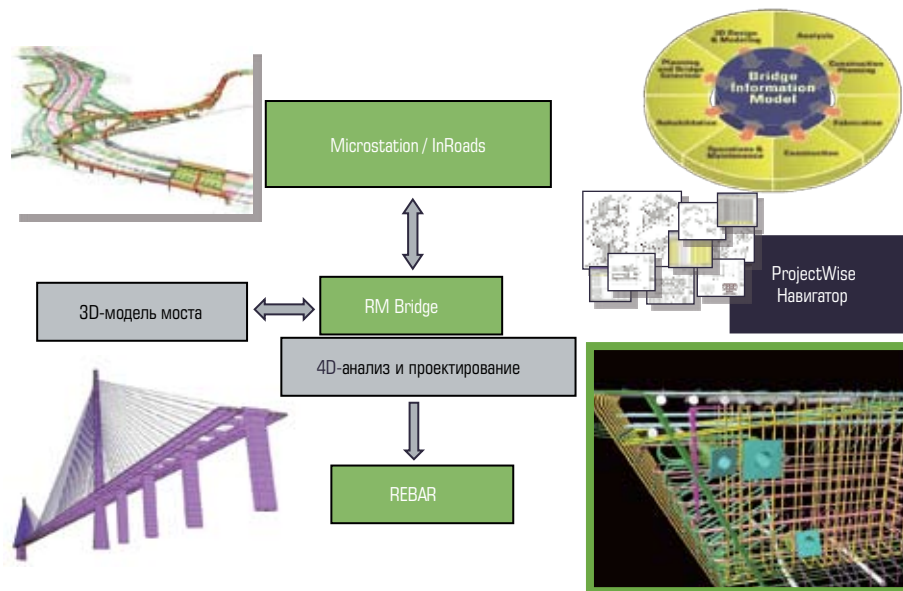 3D Design
& Modeling
Analysis
Planning
and Bridge
Selection
Construction
Planning
Bridge
Information
Model
Rehabilitation
Fabrication
Operations &
Maintenance
Construction
Microstation / InRoads
ProjectWise
Навигатор
3D-модель моста
RM Bridge
4D-анализ и проектирование
REBAR